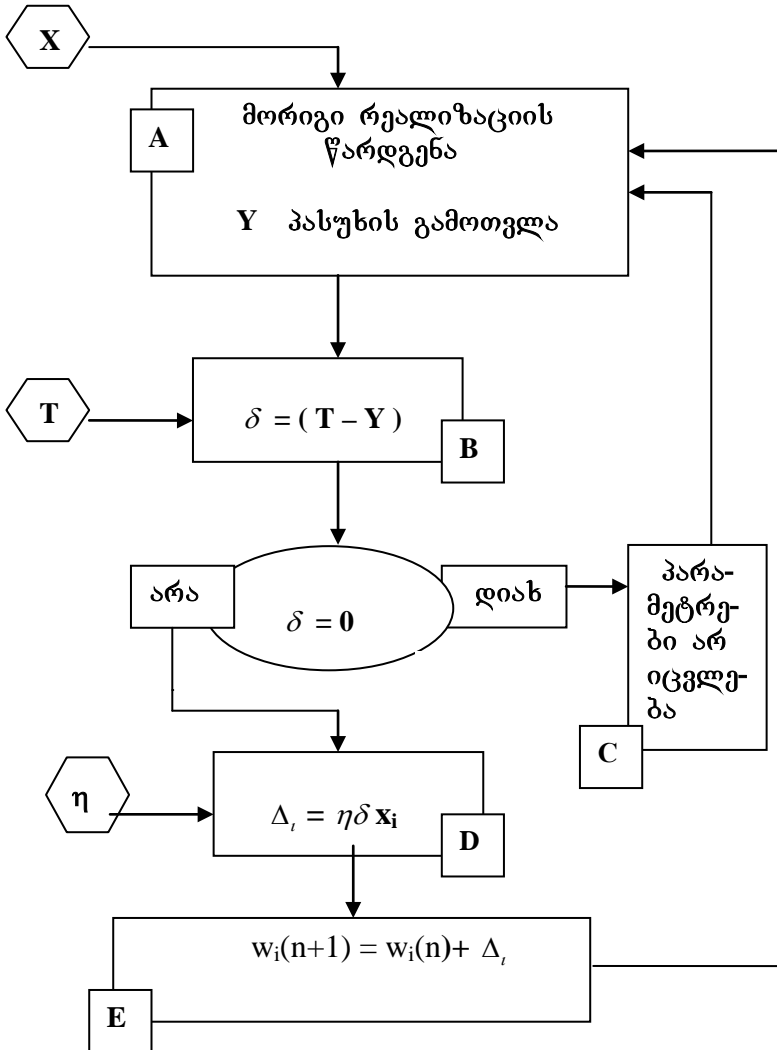 X
A
მორიგი რეალიზაციის
წარდგენა
Y პასუხის გამოთვლა
T
δ = ( T – Y )
B
არა
δ = 0
დიახ
პარა-
მეტრე-
ბი არ
იცვლე-
ბა
C
η
Δι = ηδ xi
D
wi(n+1) = wi(n)+ Δι
E